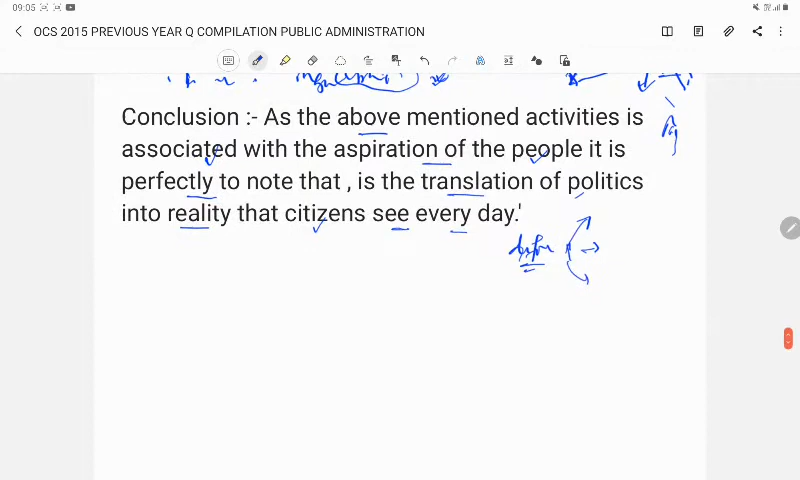 09:05
OCS 2015 PREVIOUS YEAR Q COMPILATION PUBLIC ADMINISTRATION
Conclusion :- As the above mentioned activities is
associated with the aspiration of the people it is
perfectly to note that , is the translation of politics
into reality that citizens see every day.'